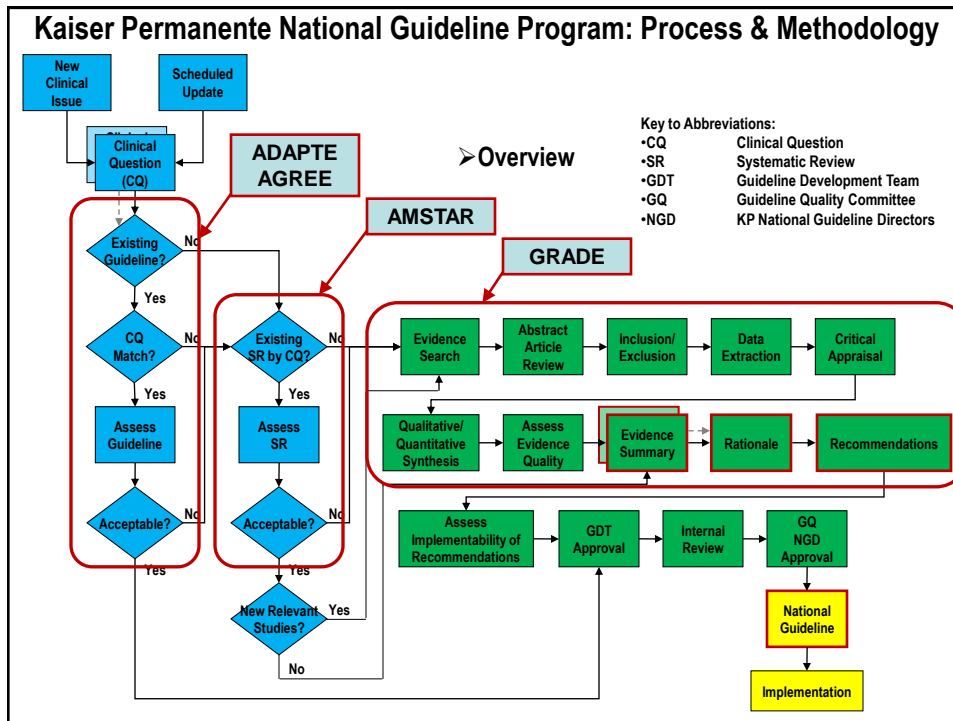 Kaiser Permanente National Guideline Program: Process & Methodology
New
Clinical
Issue
Scheduled
Update
Clinical
Question
(CQ)
ADAPTE
AGREE
➢Overview
Key to Abbreviations:
•CQ Clinical Question
•SR Systematic Review
•GDT Guideline Development Team
•GQ Guideline Quality Committee
•NGD KP National Guideline Directors
AMSTAR
GRADE
Existing
Guideline?
No
Yes
CQ
Match?
No
Existing
SR by CQ?
No
Evidence
Search
Abstract
Article
Review
Inclusion/
Exclusion
Data
Extraction
Critical
Appraisal
Yes
Yes
Assess
Guideline
Assess
SR
Qualitative/
Quantitative
Synthesis
Assess
Evidence
Quality
Evidence
Summary
Rationale
Recommendations
Acceptable?
No
Acceptable?
No
Assess
Implementability of
Recommendations
GDT
Approval
Internal
Review
GQ
NGD
Approval
Yes
Yes
New Relevant
Studies?
Yes
No
National
Guideline
Implementation